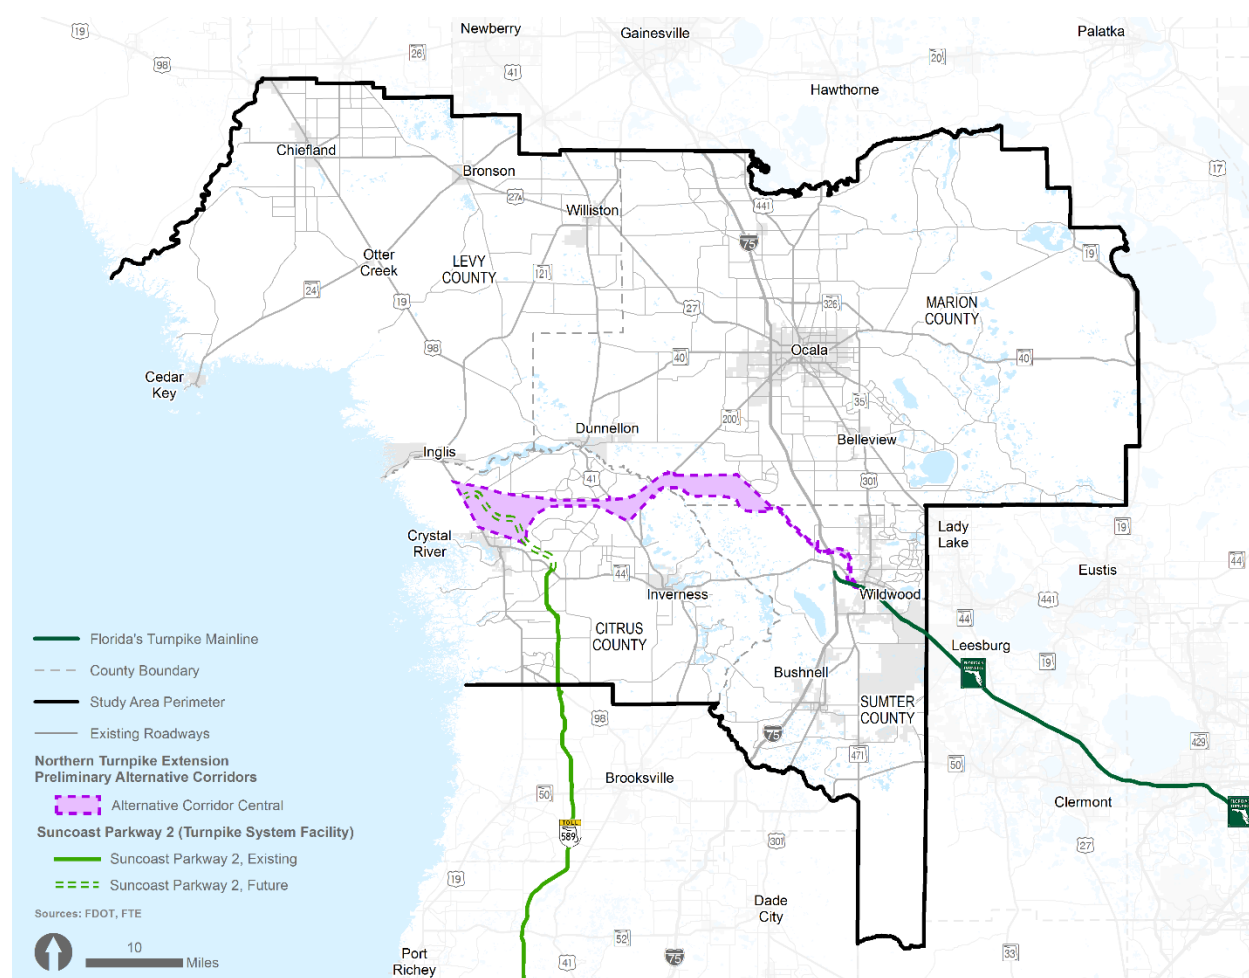 Newberry
Gainesville
Palatka
19
26
20
98
41
Hawthorne
Chiefland
Bronson
17
27A
Williston
441
75
19
Otter
Creek
LEVY
COUNTY
121
24
19
27
326
MARION
COUNTY
98
40
Ocala
40
Cedar
Key
200
35
Dunnellon
Belleview
Inglis
41
301
Crystal
River
Lady
Lake
19
44
44
Eustis
Inverness
Wildwood
441
44
CITRUS
COUNTY
Leesburg
19
Bushnell
SUMTER
COUNTY
98
75
471
50
429
Brooksville
50
Clermont
TOLL
589
301
27
19
Dade
City
52
Port
Richey
41
75
33
Florida's Turnpike Mainline
County Boundary
Study Area Perimeter
Existing Roadways
Northern Turnpike Extension
Preliminary Alternative Corridors
Alternative Corridor Central
Suncoast Parkway 2 (Turnpike System Facility)
Suncoast Parkway 2, Existing
Suncoast Parkway 2, Future
Sources: FDOT, FTE
10
Miles